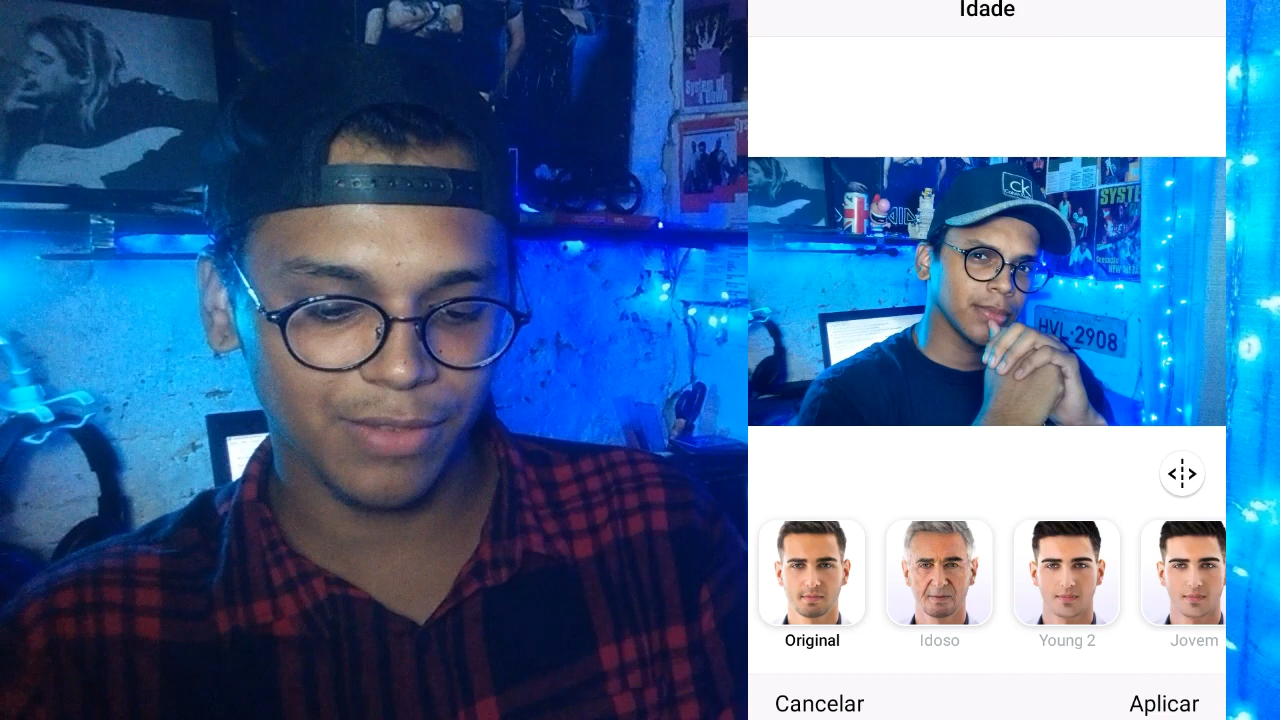 System of
a Down
Idade
ck
SYSTE
HVL·2908
Original
Idoso
Young 2
Jovem
Cancelar
Aplicar